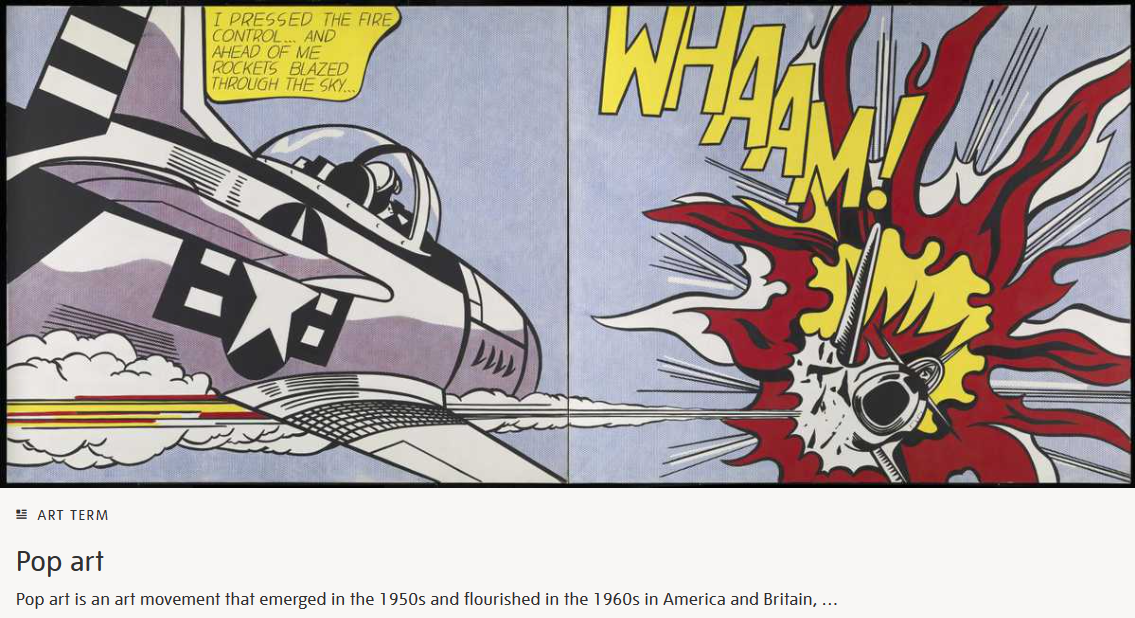 I PRESSED THE FIRE
CONTROL... AND
AHEAD OF ME
ROCKETS BLAZED
THROUGH THE SKY...
WHAAM!
ART TERM
Pop art
Pop art is an art movement that emerged in the 1950s and flourished in the 1960s in America and Britain, …